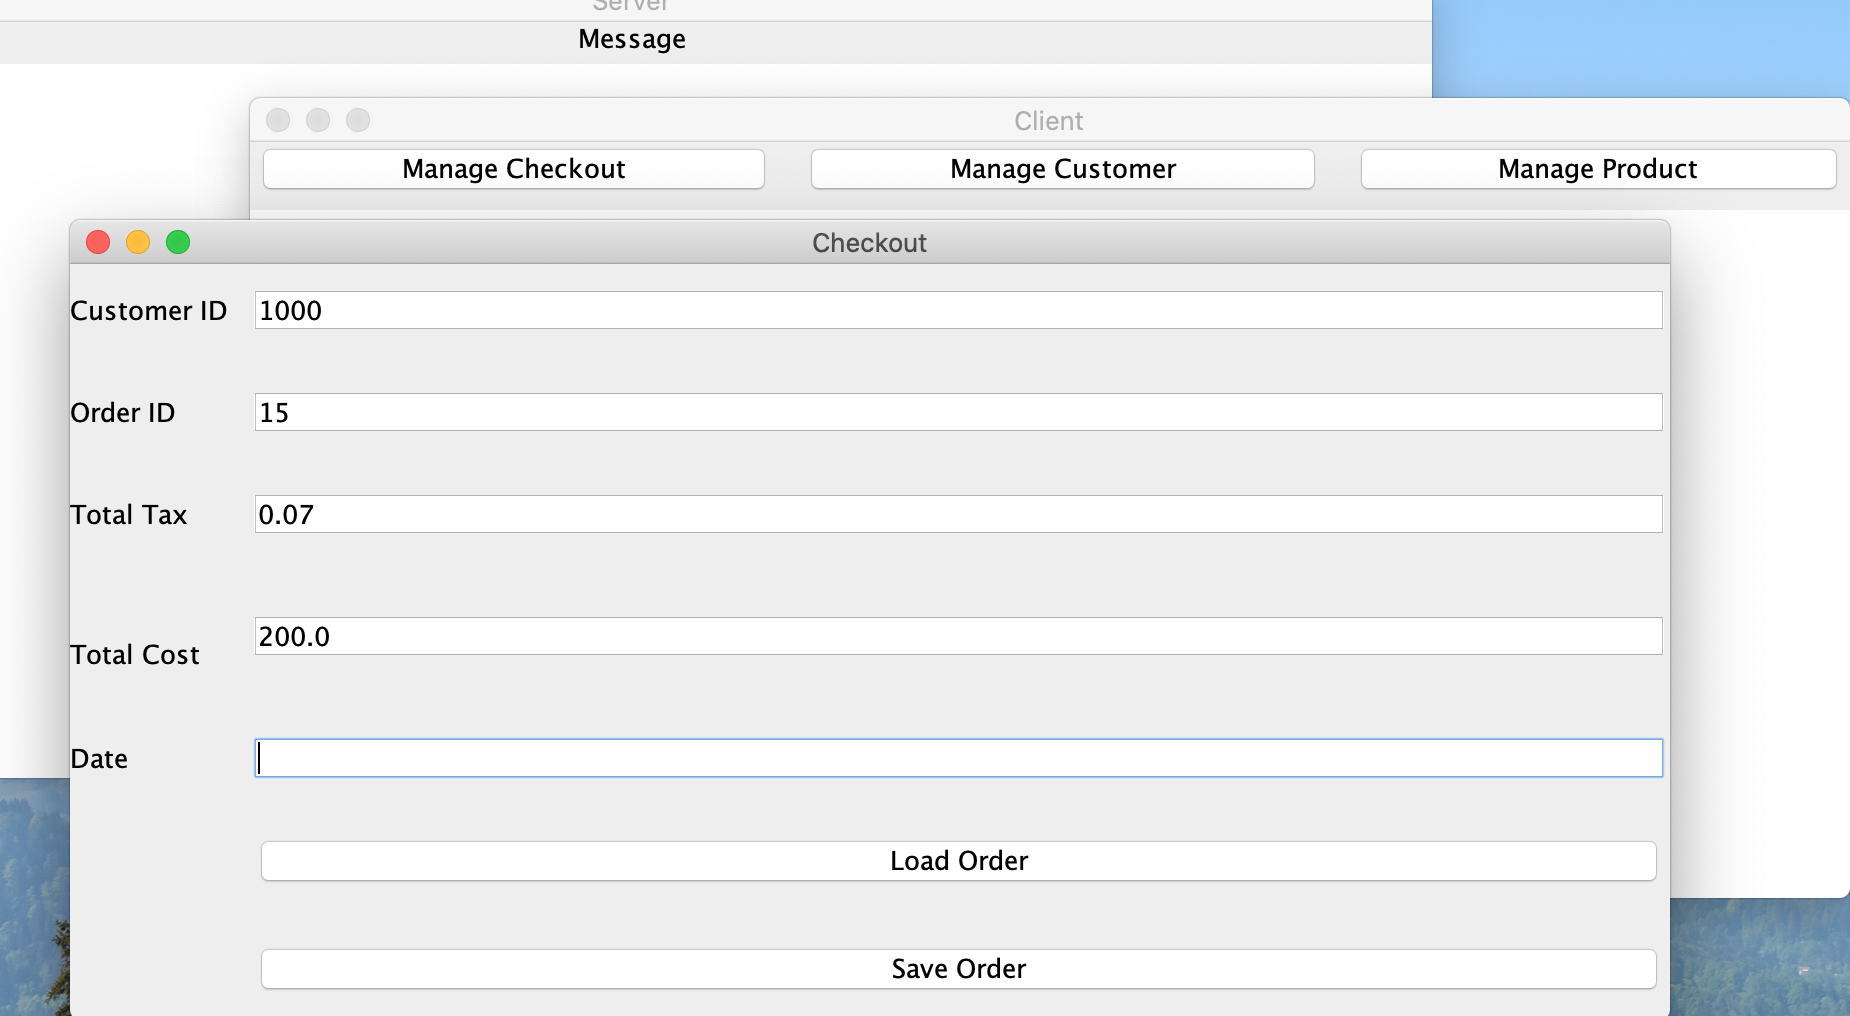 Server
Message
Client
Manage Checkout Manage Customer Manage Product
Checkout
Customer ID 1000
Order ID 15
Total Tax 0.07
Total Cost 200.0
Date
Load Order
Save Order